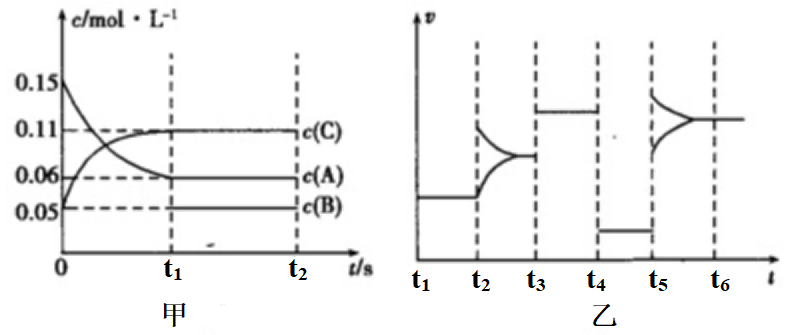 c/mol · L⁻¹
0.15
0.11
0.06
0.05
0
c(C)
c(A)
c(B)
t₁
t₂
t/s
甲
v
t₁
t₂
t₃
t₄
t₅
t₆
t
乙